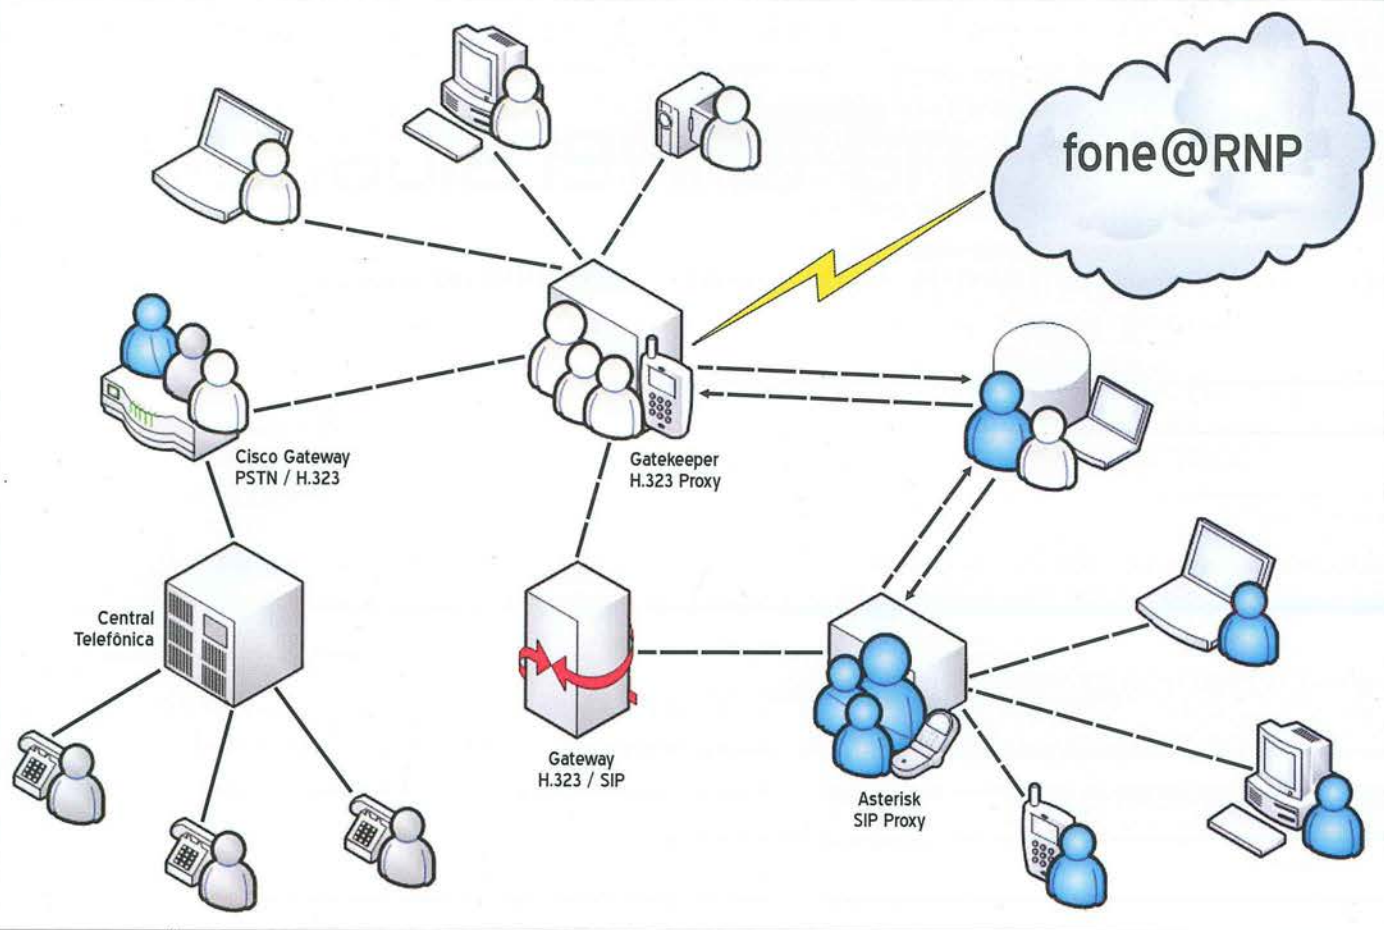 fone@RNP
Cisco Gateway
PSTN / H.323
Gatekeeper
H.323 Proxy
Central
Telefônica
Gateway
H.323 / SIP
Asterisk
SIP Proxy